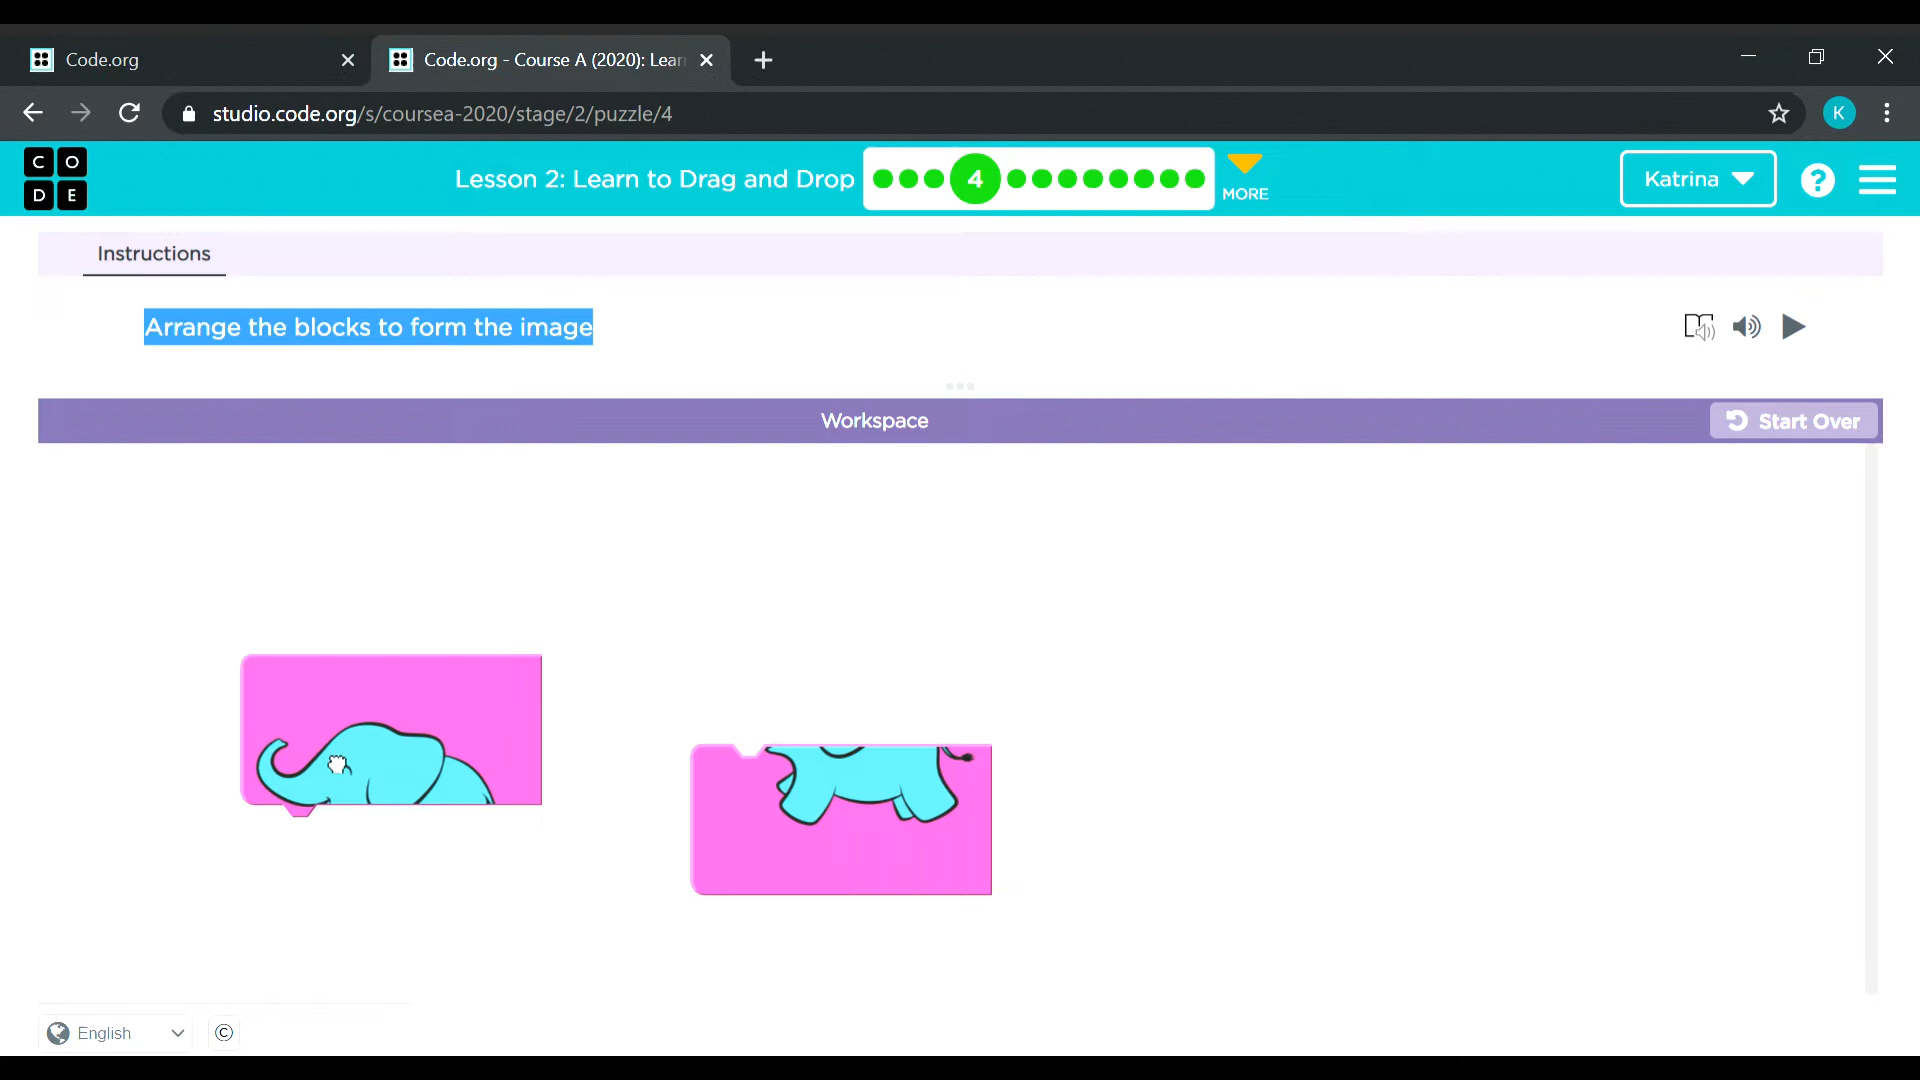 Code.org
Code.org - Course A (2020): Lear
studio.code.org/s/coursea-2020/stage/2/puzzle/4
K
C O
D E
Lesson 2: Learn to Drag and Drop
4
MORE
Katrina
?
Instructions
Arrange the blocks to form the image
Workspace
Start Over
English
©